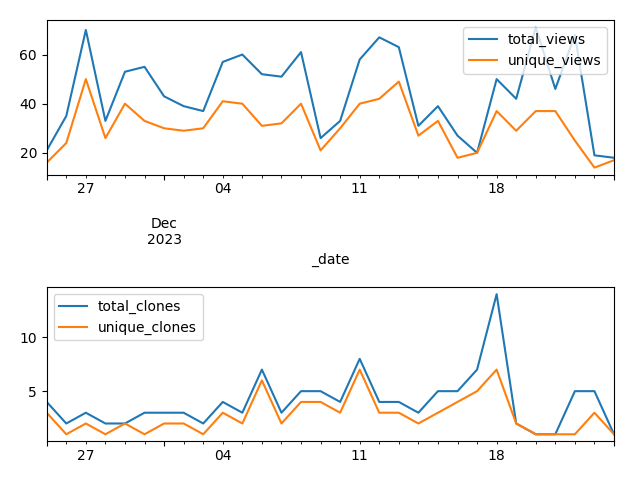 60
40
20
total_views
unique_views
27
04
11
18
Dec
2023
_date
10
5
total_clones
unique_clones
27
04
11
18